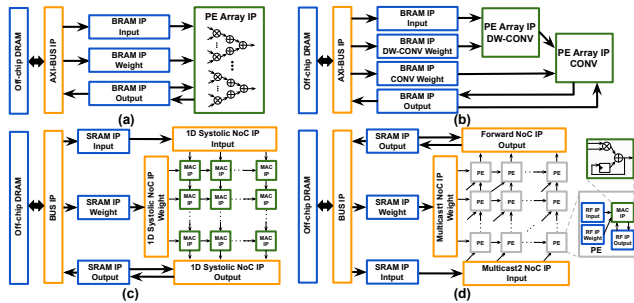 Off-chip DRAM
AXI-BUS IP
BRAM IP
Input
BRAM IP
Weight
BRAM IP
Output
PE Array IP
(a)
Off-chip DRAM
AXI-BUS IP
BRAM IP
Input
BRAM IP
DW-CONV Weight
BRAM IP
CONV Weight
BRAM IP
Output
PE Array IP
DW-CONV
PE Array IP
CONV
(b)
Off-chip DRAM
BUS IP
SRAM IP
Input
SRAM IP
Weight
SRAM IP
Output
1D Systolic NoC IP
Intput
1D Systolic NoC IP
Weight
MAC
IP
MAC
IP
MAC
IP
MAC
IP
MAC
IP
MAC
IP
MAC
IP
MAC
IP
MAC
IP
1D Systolic NoC IP
Output
(c)
Off-chip DRAM
BUS IP
SRAM IP
Output
SRAM IP
Weight
SRAM IP
Intput
Forward NoC IP
Output
Multicast1 NoC IP
Weight
PE
PE
PE
PE
PE
PE
PE
PE
PE
Multicast2 NoC IP
Input
RF IP
Input
RF IP
Weight
MAC
IP
RF IP
Output
PE
(d)